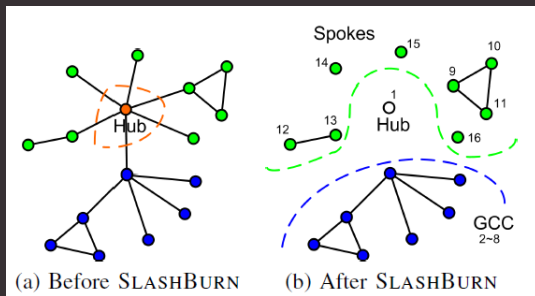 Hub
(a) Before SLASHBURN
Spokes
15
14
10
9
11
1
Hub
13
12
16
GCC
2~8
(b) After SLASHBURN